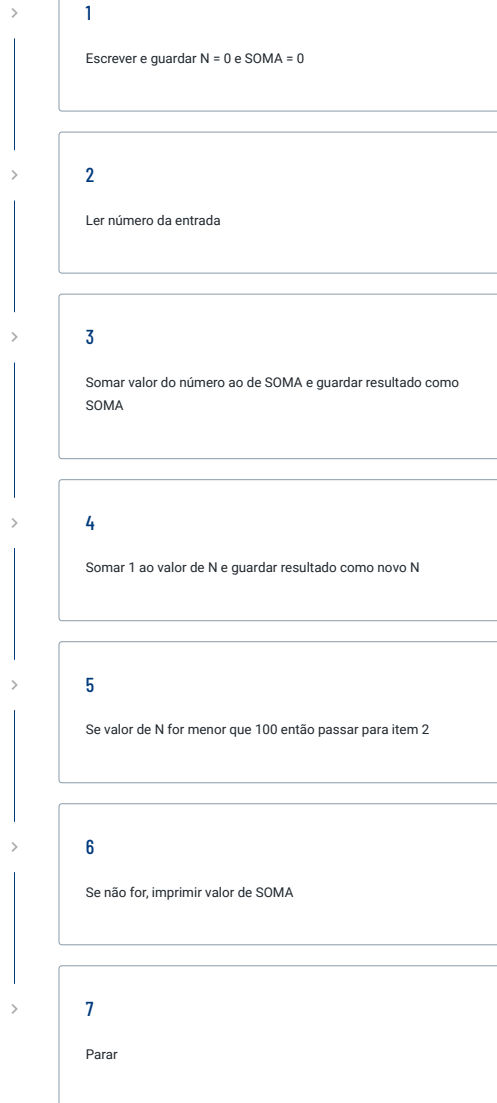 1
Escrever e guardar N = 0 e SOMA = 0
2
Ler número da entrada
3
Somar valor do número ao de SOMA e guardar resultado como
SOMA
4
Somar 1 ao valor de N e guardar resultado como novo N
5
Se valor de N for menor que 100 então passar para item 2
6
Se não for, imprimir valor de SOMA
7
Parar